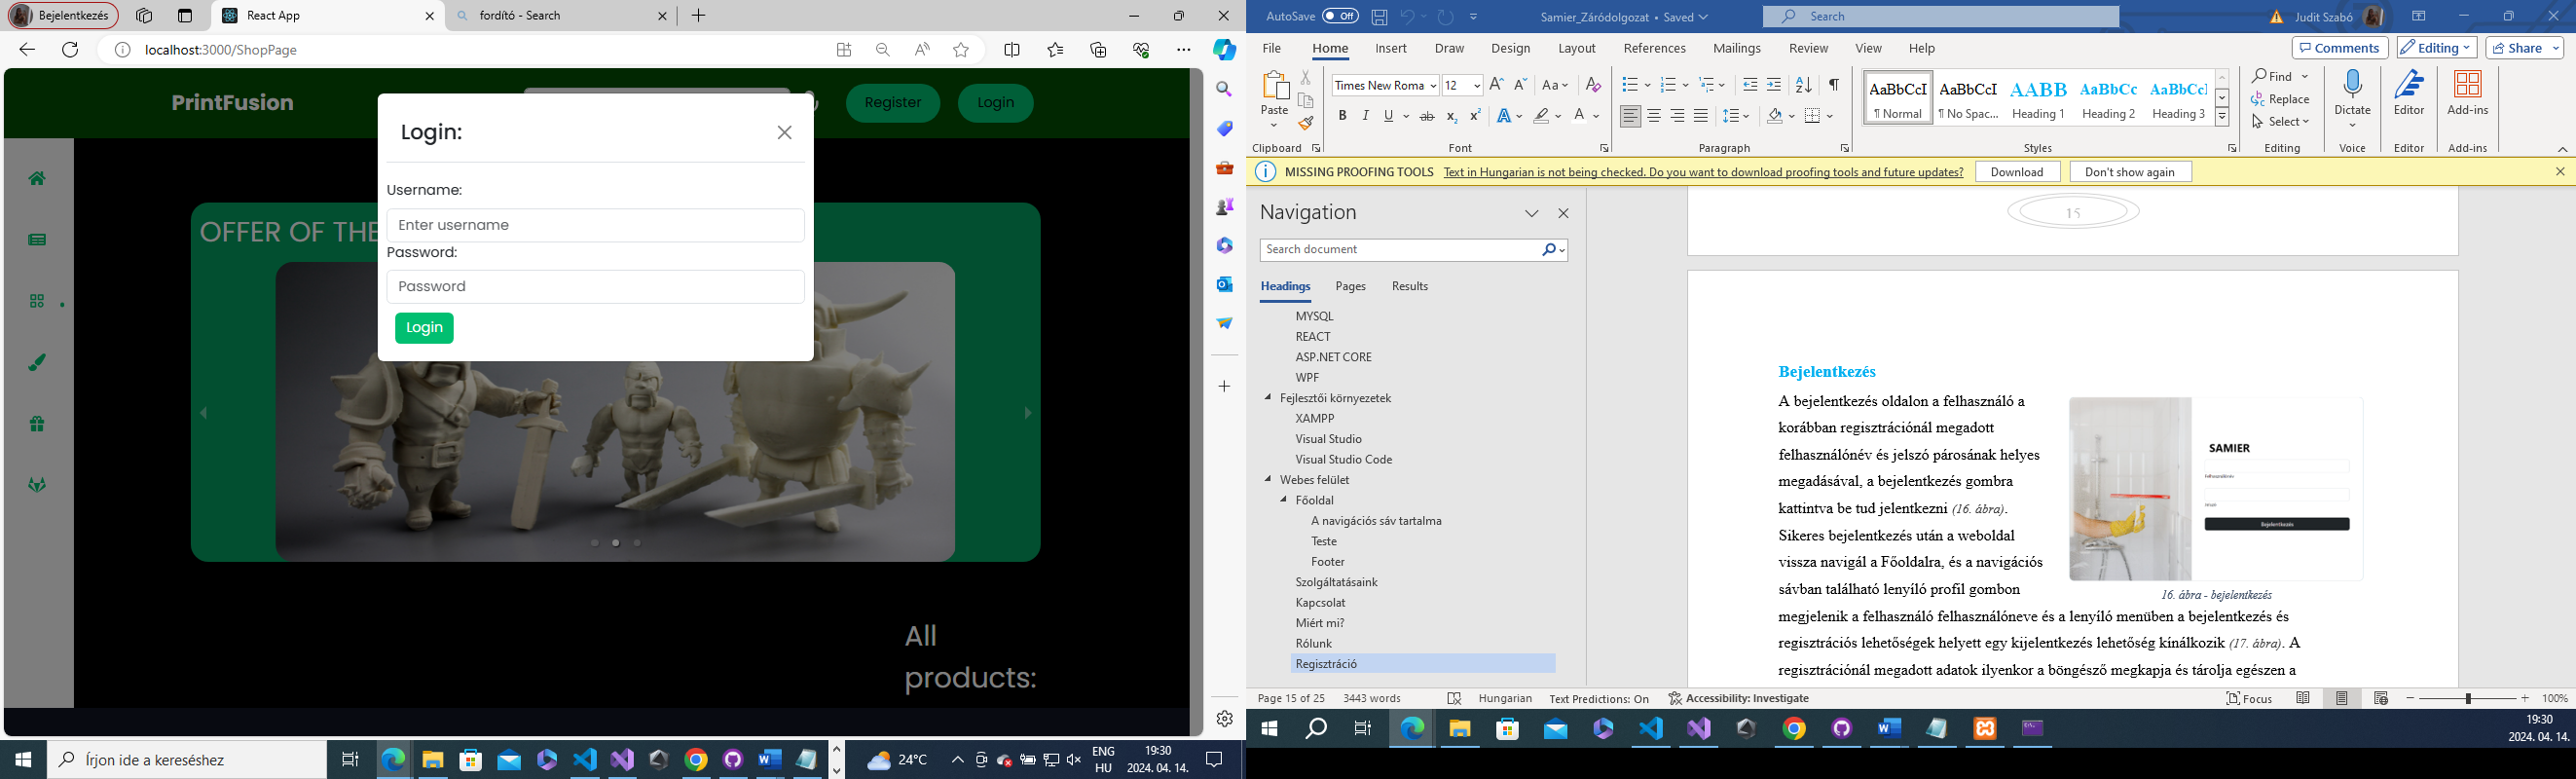 Bejelentkezés
React App
fordító - Search
localhost:3000/ShopPage
PrintFusion
Register
Login
Login:
Username:
Enter username
Password:
Password
Login
OFFER OF THE
All
products:
Írjon ide a kereséshez
24°C
ENG
HU
19:30
2024. 04. 14.
AutoSave
Off
Samier_Záródolgozat • Saved
Search
Judit Szabó
File
Home
Insert
Draw
Design
Layout
References
Mailings
Review
View
Help
Comments
Editing
Share
Paste
Clipboard
Times New Roma
12
Font
Paragraph
AaBbCcI
¶ Normal
AaBbCcI
¶ No Spac...
AABB
Heading 1
AaBbCc
Heading 2
AaBbCcl
Heading 3
Styles
Find
Replace
Select
Editing
Dictate
Voice
Editor
Editor
Add-ins
Add-ins
MISSING PROOFING TOOLS Text in Hungarian is not being checked. Do you want to download proofing tools and future updates?
Download
Don't show again
Navigation
Search document
Headings
Pages
Results
MYSQL
REACT
ASP.NET CORE
WPF
Fejlesztői környezetek
XAMPP
Visual Studio
Visual Studio Code
Webes felület
Főoldal
A navigációs sáv tartalma
Teste
Footer
Szolgáltatásaink
Kapcsolat
Miért mi?
Rólunk
Regisztráció
15
Bejelentkezés
A bejelentkezés oldalon a felhasználó a
korábban regisztrációnál megadott
felhasználónév és jelszó párosának helyes
megadásával, a bejelentkezés gombra
kattintva be tud jelentkezni (16. ábra).
Sikeres bejelentkezés után a weboldal
vissza navigál a Főoldalra, és a navigációs
sávban található lenyíló profil gombon
megjelenik a felhasználó felhasználóneve és a lenyíló menüben a bejelentkezés és
regisztrációs lehetőségek helyett egy kijelentkezés lehetőség kínálkozik (17. ábra). A
regisztrációnál megadott adatok ilyenkor a böngésző megkapja és tárolja egészen a
SAMIER
felhasználónév
Bejelentkezés
16. ábra - bejelentkezés
Page 15 of 25
3443 words
Hungarian
Text Predictions: On
Accessibility: Investigate
Focus
100%
19:30
2024. 04. 14.